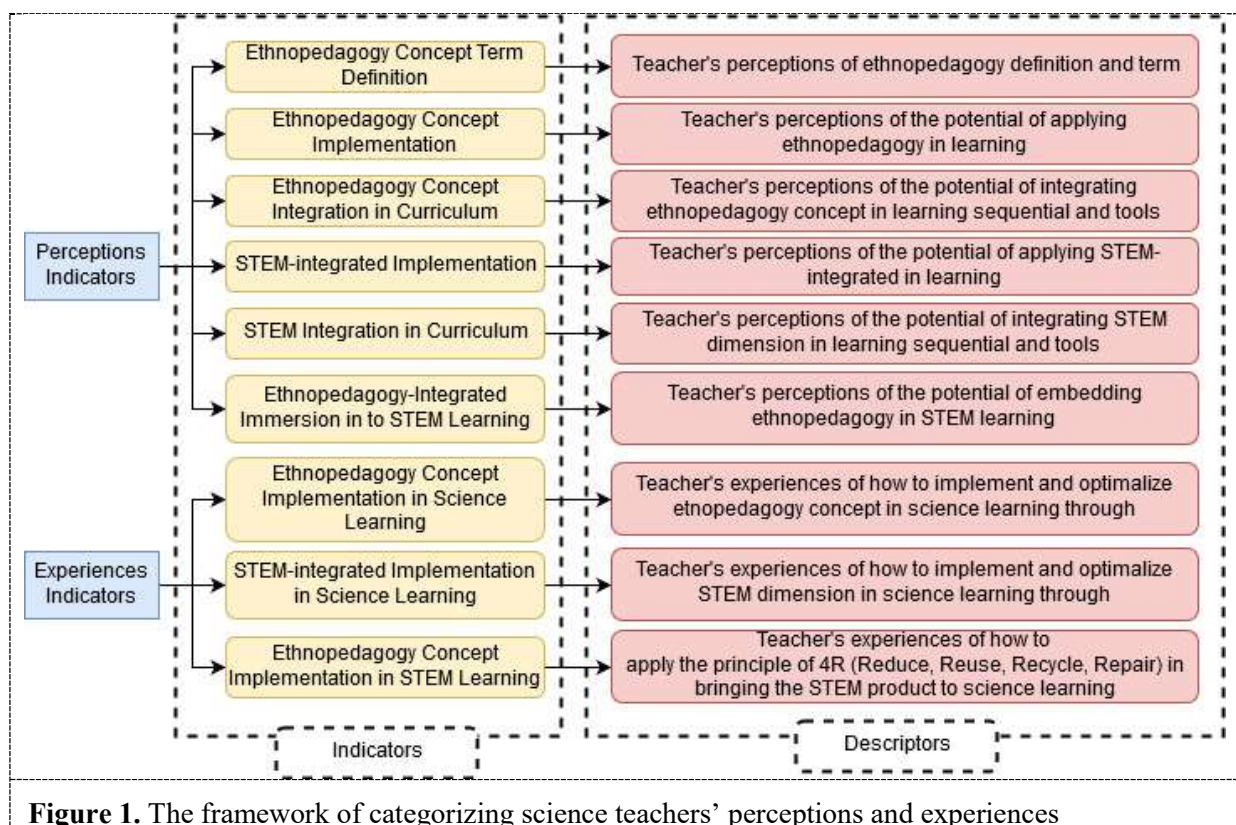 Ethnopedagogy Concept Term
Definition
Teacher's perceptions of ethnopedagogy definition and term
Ethnopedagogy Concept
Implementation
Teacher's perceptions of the potential of applying
ethnopedagogy in learning
Ethnopedagogy Concept
Integration in Curriculum
Teacher's perceptions of the potential of integrating
ethnopedagogy concept in learning sequential and tools
Perceptions
Indicators
STEM-integrated Implementation
Teacher's perceptions of the potential of applying STEM-
integrated in learning
STEM Integration in Curriculum
Teacher's perceptions of the potential of integrating STEM
dimension in learning sequential and tools
Ethnopedagogy-Integrated
Immersion in to STEM Learning
Teacher's perceptions of the potential of embedding
ethnopedagogy in STEM learning
Ethnopedagogy Concept
Implementation in Science
Learning
Teacher's experiences of how to implement and optimalize
etnopedagogy concept in science learning through
Experiences
Indicators
STEM-integrated Implementation
in Science Learning
Teacher's experiences of how to implement and optimalize
STEM dimension in science learning through
Ethnopedagogy Concept
Implementation in STEM Learning
Teacher's experiences of how to
apply the principle of 4R (Reduce, Reuse, Recycle, Repair) in
bringing the STEM product to science learning
Indicators
Descriptors
Figure 1. The framework of categorizing science teachers’ perceptions and experiences